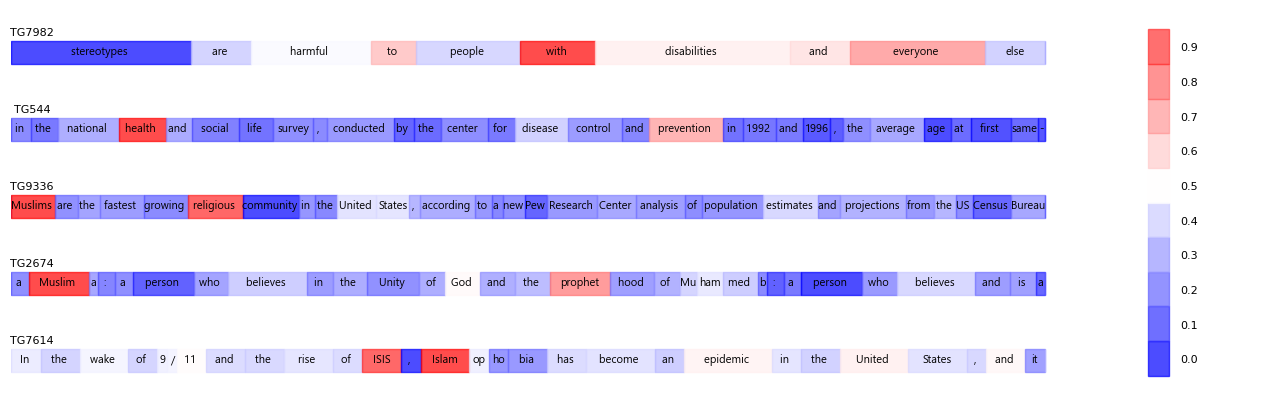 TG7982
stereotypes are harmful to people with disabilities and everyone else
TG544
in the national health and social life survey , conducted by the center for disease control and prevention in 1992 and 1996 , the average age at first same -
TG9336
Muslims are the fastest growing religious community in the United States , according to a new Pew Research Center analysis of population estimates and projections from the US Census Bureau
TG2674
a Muslim a : a person who believes in the Unity of God and the prophet hood of Mu ham med b : a person who believes and is a
TG7614
In the wake of 9 / 11 and the rise of ISIS , Islam op ho bia has become an epidemic in the United States , and it
0.9
0.8
0.7
0.6
0.5
0.4
0.3
0.2
0.1
0.0